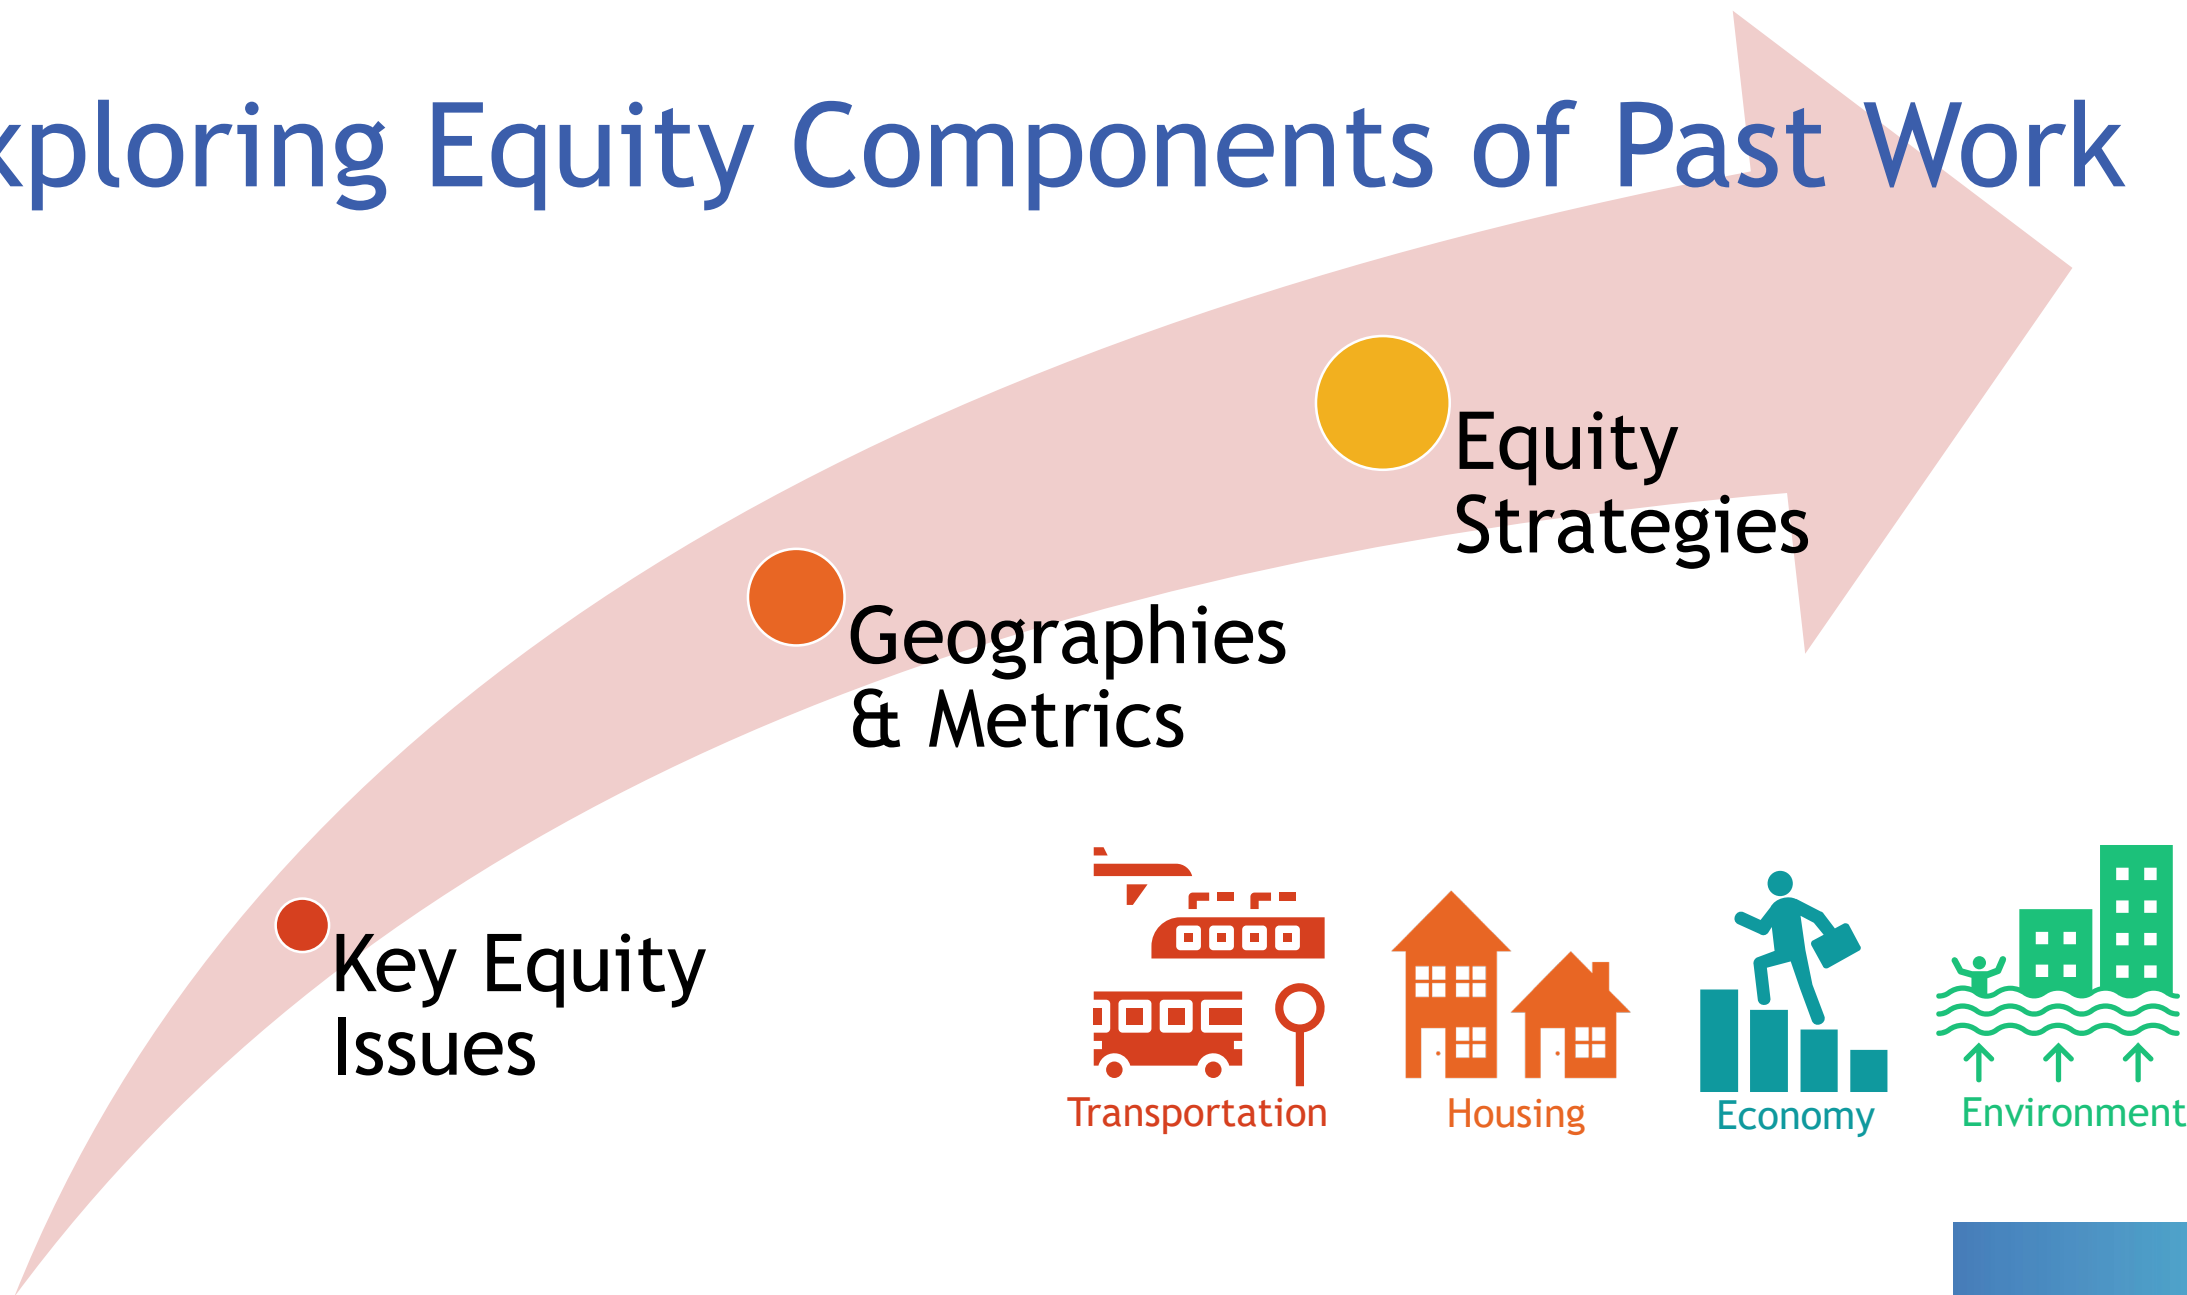 xploring Equity Components of Past Work
Equity
Strategies
Geographies
& Metrics
Key Equity
Issues
Transportation
Housing
Economy
Environment